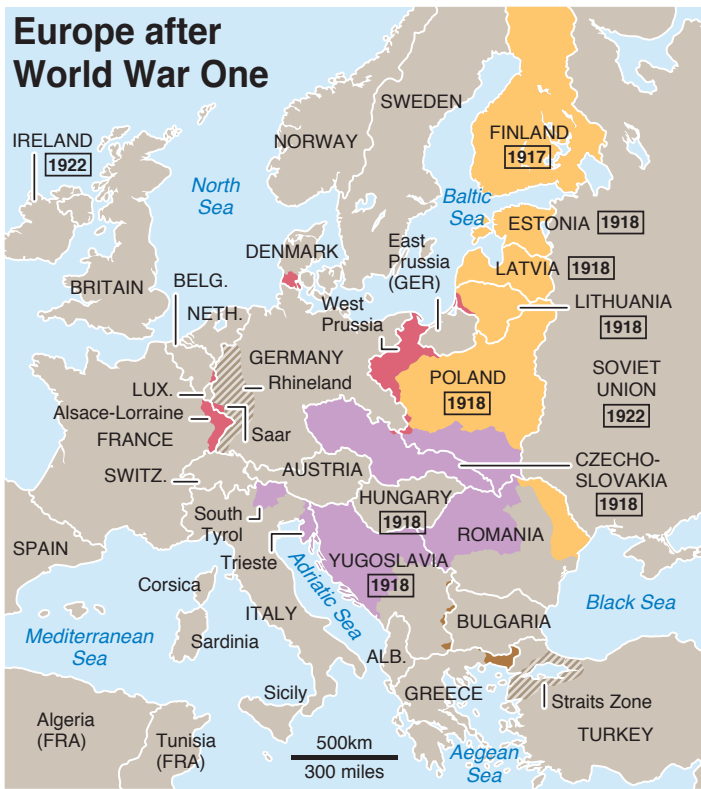 Europe after
World War One
SWEDEN
IRELAND
1922
NORWAY
FINLAND
1917
North
Sea
Baltic
Sea
ESTONIA 1918
DENMARK
East
Prussia
(GER)
LATVIA 1918
BRITAIN
BELG.
NETH.
West
Prussia
LITHUANIA
1918
GERMANY
Rhineland
POLAND
1918
SOVIET
UNION
1922
LUX.
Alsace-Lorraine
FRANCE
Saar
SWITZ.
AUSTRIA
CZECHO-
SLOVAKIA
1918
HUNGARY
1918
South
Tyrol
ROMANIA
SPAIN
Trieste
YUGOSLAVIA
1918
Corsica
Adriatic Sea
ITALY
Black Sea
BULGARIA
Mediterranean
Sea
Sardinia
ALB.
Sicily
GREECE
Straits Zone
Algeria
(FRA)
Tunisia
(FRA)
TURKEY
500km
300 miles
Aegean
Sea